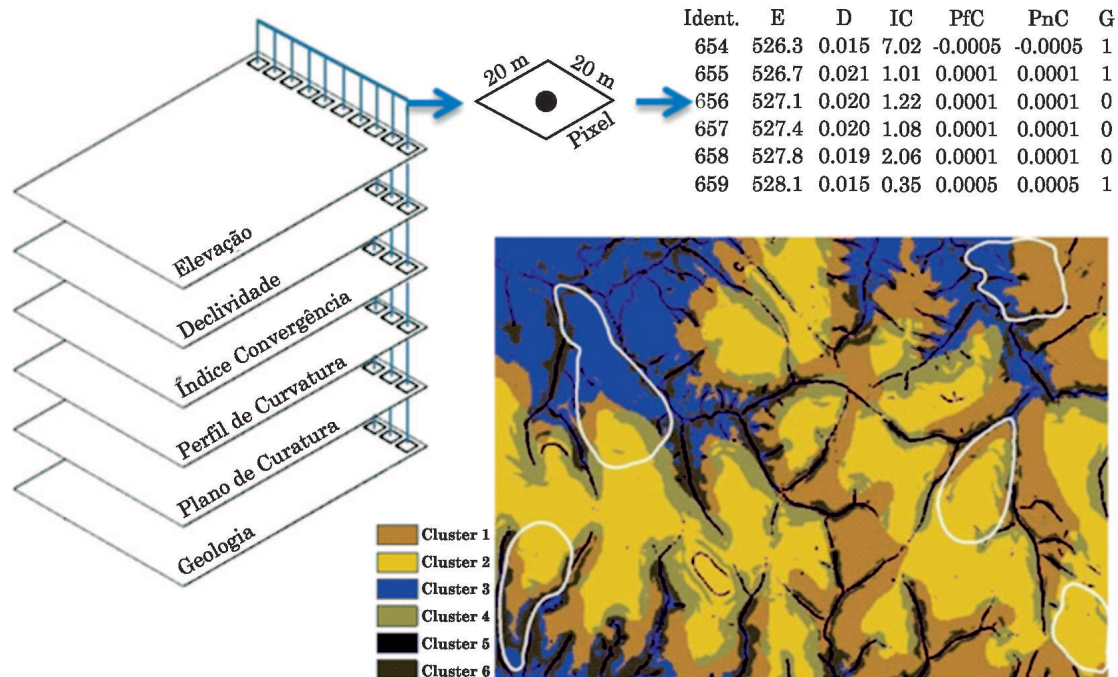 Ident. E D IC PfC PnC G
654 526.3 0.015 7.02 -0.0005 -0.0005 1
655 526.7 0.021 1.01 0.0001 0.0001 1
656 527.1 0.020 1.22 0.0001 0.0001 0
657 527.4 0.020 1.08 0.0001 0.0001 0
658 527.8 0.019 2.06 0.0001 0.0001 0
659 528.1 0.015 0.35 0.0005 0.0005 1
20 m
20 m
Pixel
Elevação
Declividade
Índice Convergência
Perfil de Curvatura
Plano de Curatura
Geologia
Cluster 1
Cluster 2
Cluster 3
Cluster 4
Cluster 5
Cluster 6